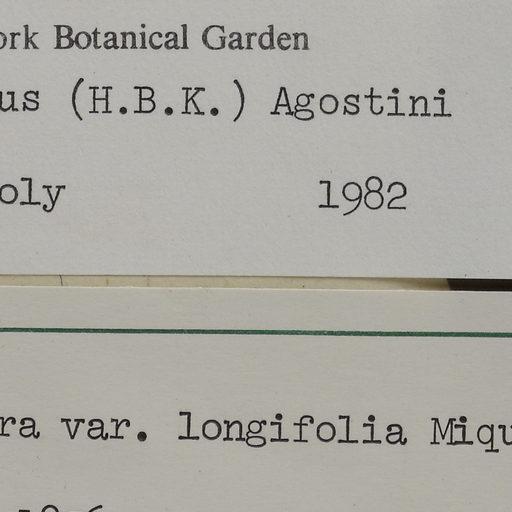 ork Botanical Garden
us (H.B.K.) Agostini
oly 1982
ra var. longifolia Miqu